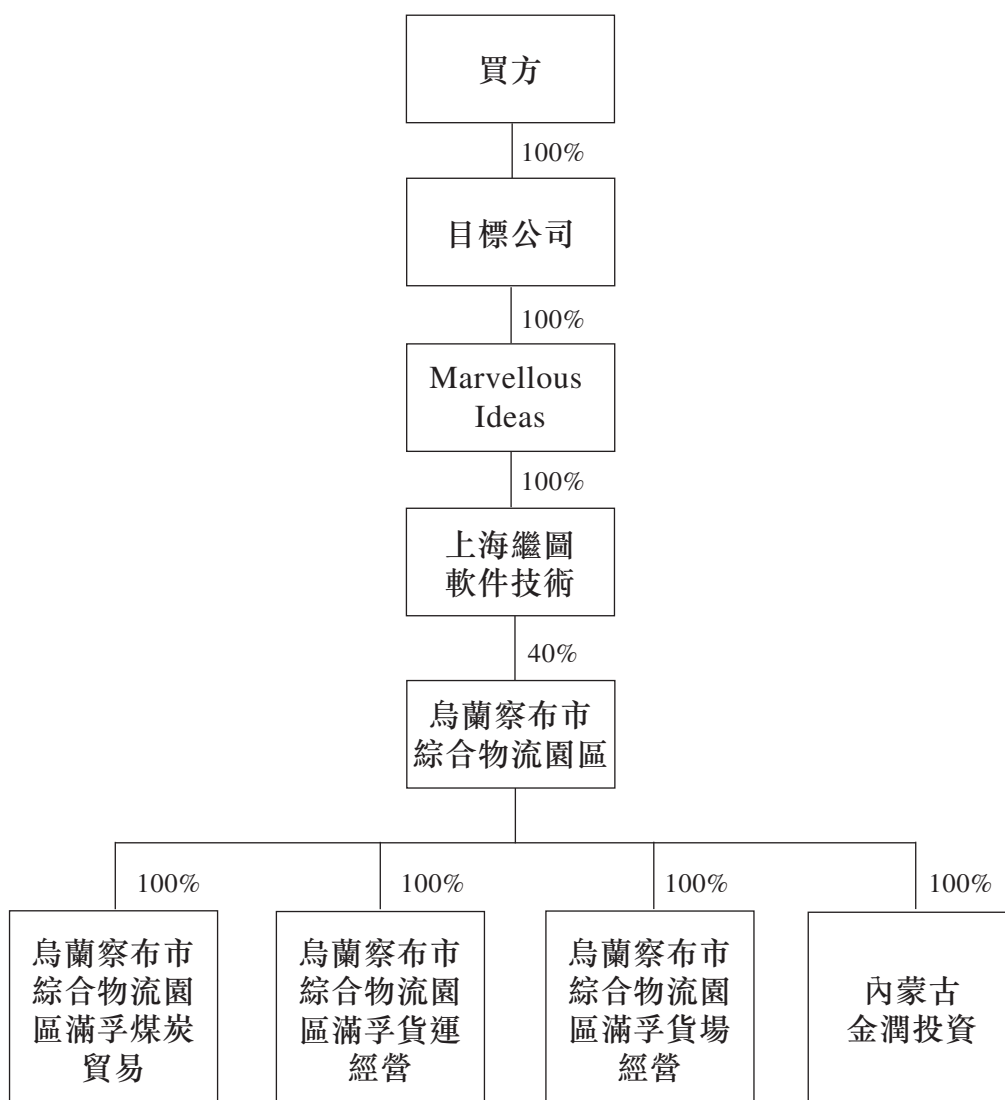 買方
100%
目標公司
100%
Marvellous
Ideas
100%
上海繼圖
軟件技術
40%
烏蘭察布市
綜合物流園區
100%
100%
100%
100%
烏蘭察布市
綜合物流園
區滿孚煤炭
貿易
烏蘭察布市
綜合物流園
區滿孚貨運
經營
烏蘭察布市
綜合物流園
區滿孚貨場
經營
內蒙古
金潤投資